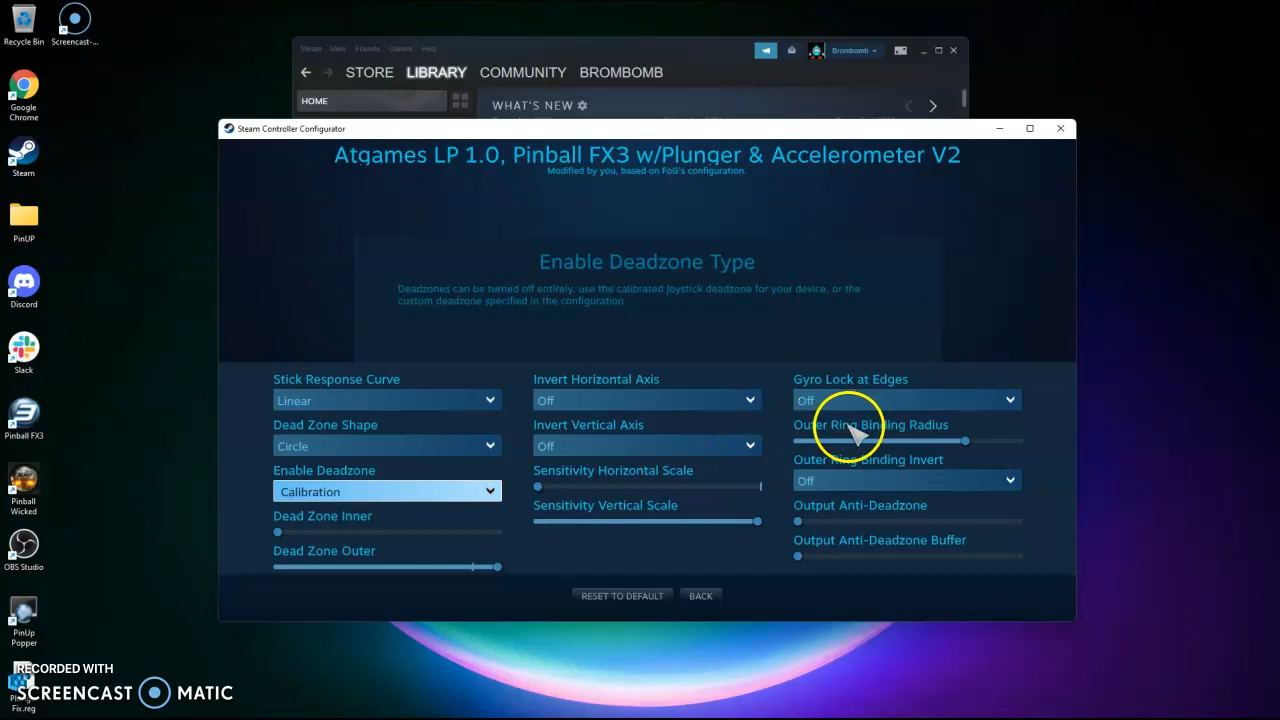 Recycle Bin
Screencast-...
Google
Chrome
Steam
PinUP
Discord
Slack
Pinball FX3
Pinball
Wicked
OBS Studio
PinUp
Popper
Fix.reg
RECORDED WITH
SCREENCAST MATIC
Steam View Friends Games Help
Brombomb
STORE LIBRARY COMMUNITY BROMBOMB
HOME
WHAT'S NEW
Steam Controller Configurator
Atgames LP 1.0, Pinball FX3 w/Plunger & Accelerometer V2
Modified by you, based on FoG's configuration.
Enable Deadzone Type
Deadzones can be turned off entirely, use the calibrated joystick deadzone for your device, or the
custom deadzone specified in the configuration
Stick Response Curve
Linear
Dead Zone Shape
Circle
Enable Deadzone
Calibration
Dead Zone Inner
Dead Zone Outer
Invert Horizontal Axis
Off
Invert Vertical Axis
Off
Sensitivity Horizontal Scale
Sensitivity Vertical Scale
Gyro Lock at Edges
Off
Outer Ring Binding Radius
Outer Ring Binding Invert
Off
Output Anti-Deadzone
Output Anti-Deadzone Buffer
RESET TO DEFAULT
BACK